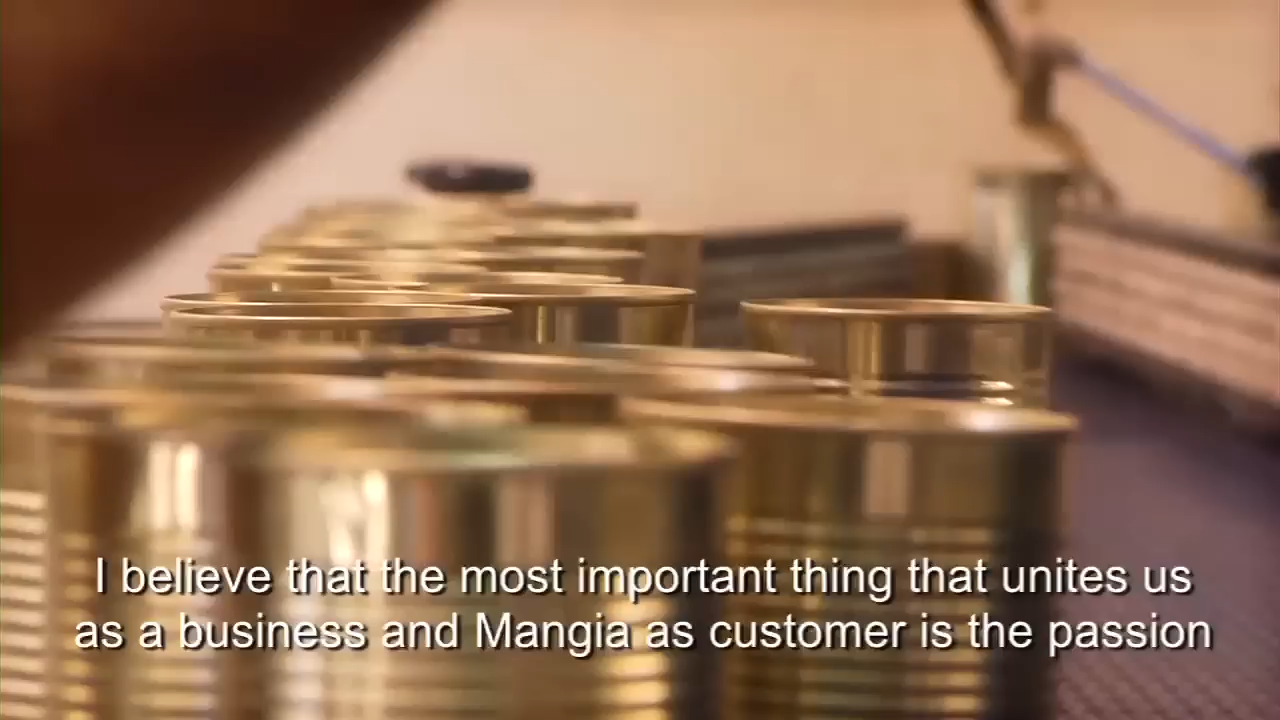 I believe that the most important thing that unites us
as a business and Mangia as customer is the passion